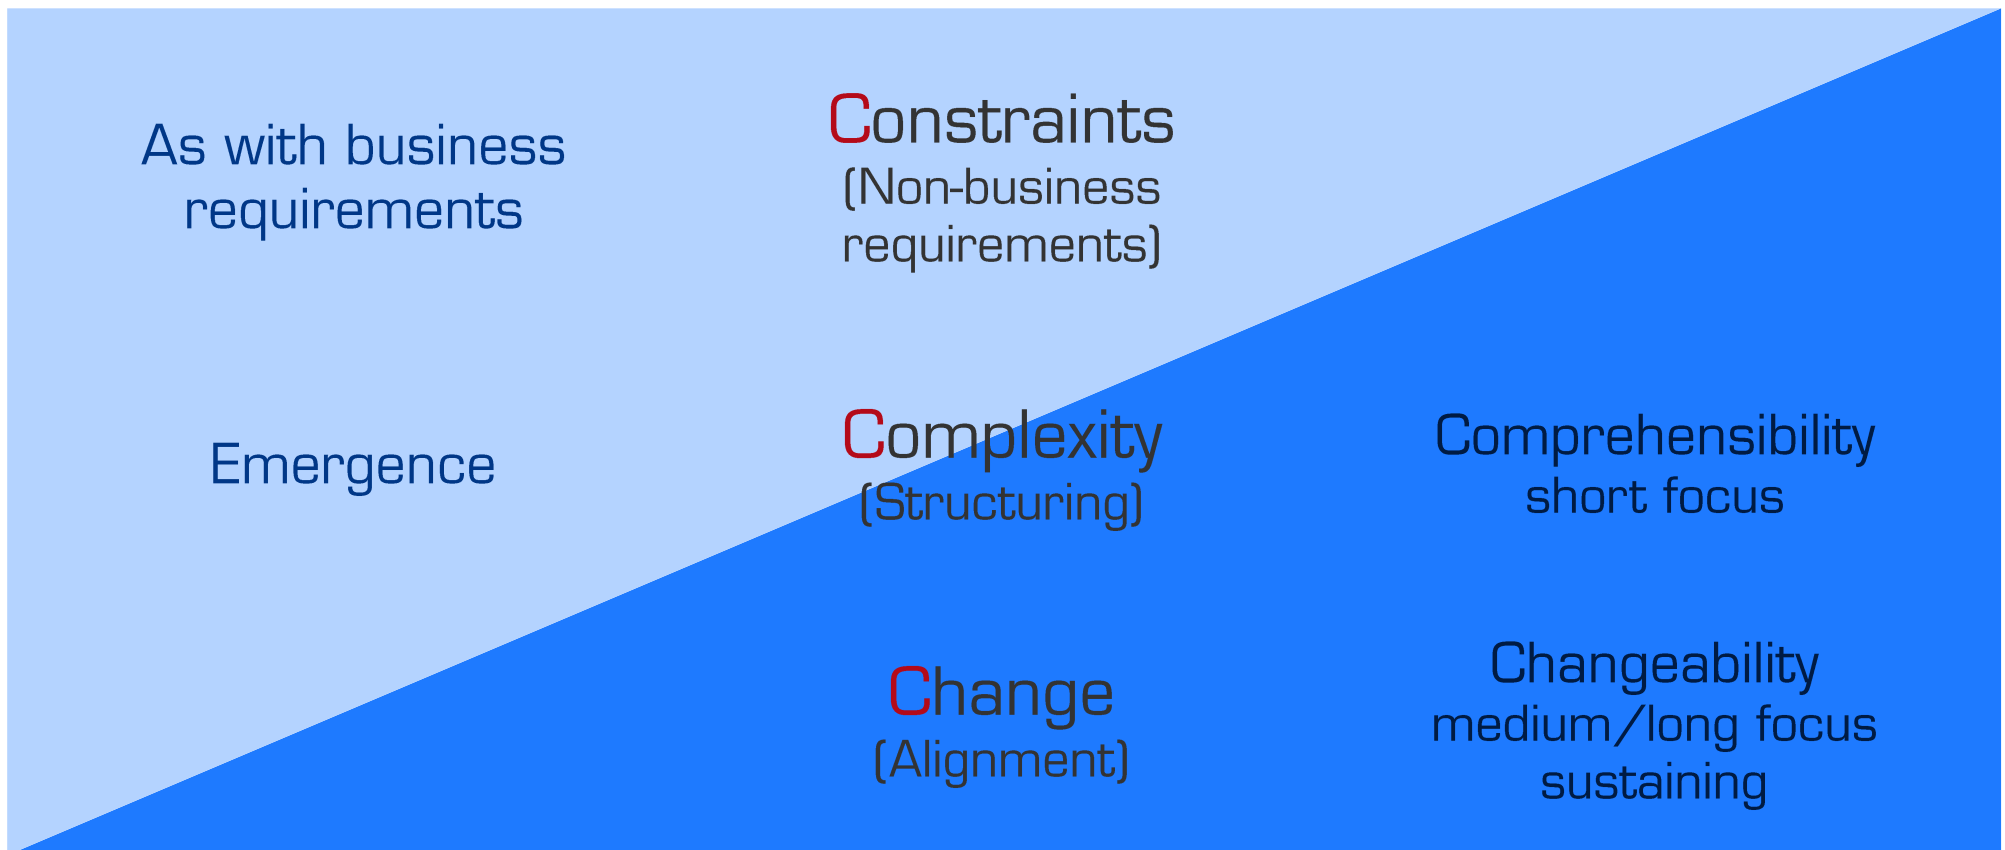 As with business
requirements
Constraints
(Non-business
requirements)
Emergence
Complexity
(Structuring)
Comprehensibility
short focus
Change
(Alignment)
Changeability
medium/long focus
sustaining